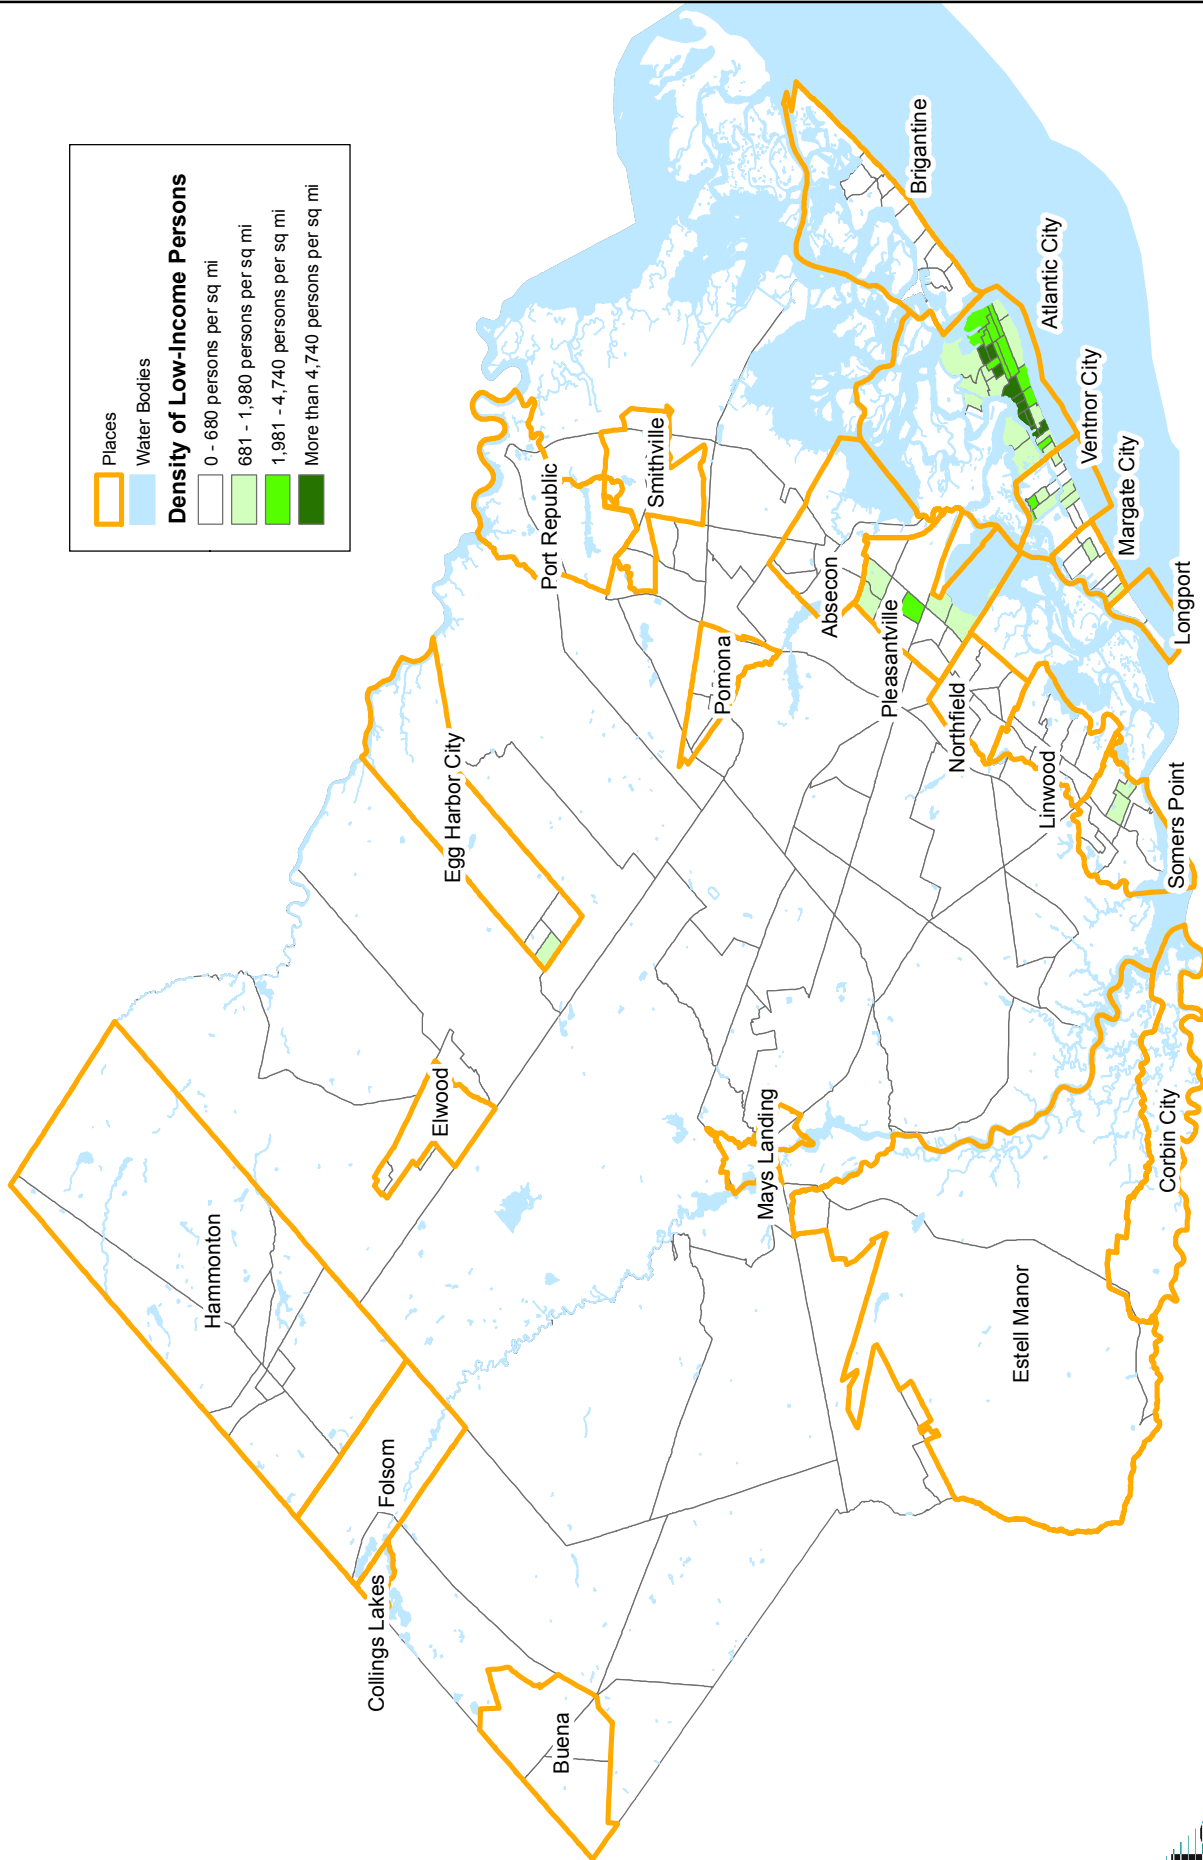 Places
Water Bodies
Density of Low-Income Persons
0 - 680 persons per sq mi
681 - 1,980 persons per sq mi
1,981 - 4,740 persons per sq mi
More than 4,740 persons per sq mi
Brigantine
Atlantic City
Ventnor City
Margate City
Longport
Smithville
Port Republic
Absecon
Pleasantville
Pomona
Northfield
Linwood
Somers Point
Egg Harbor City
Elwood
Mays Landing
Corbin City
Hammonton
Estell Manor
Folsom
Collings Lakes
Buena